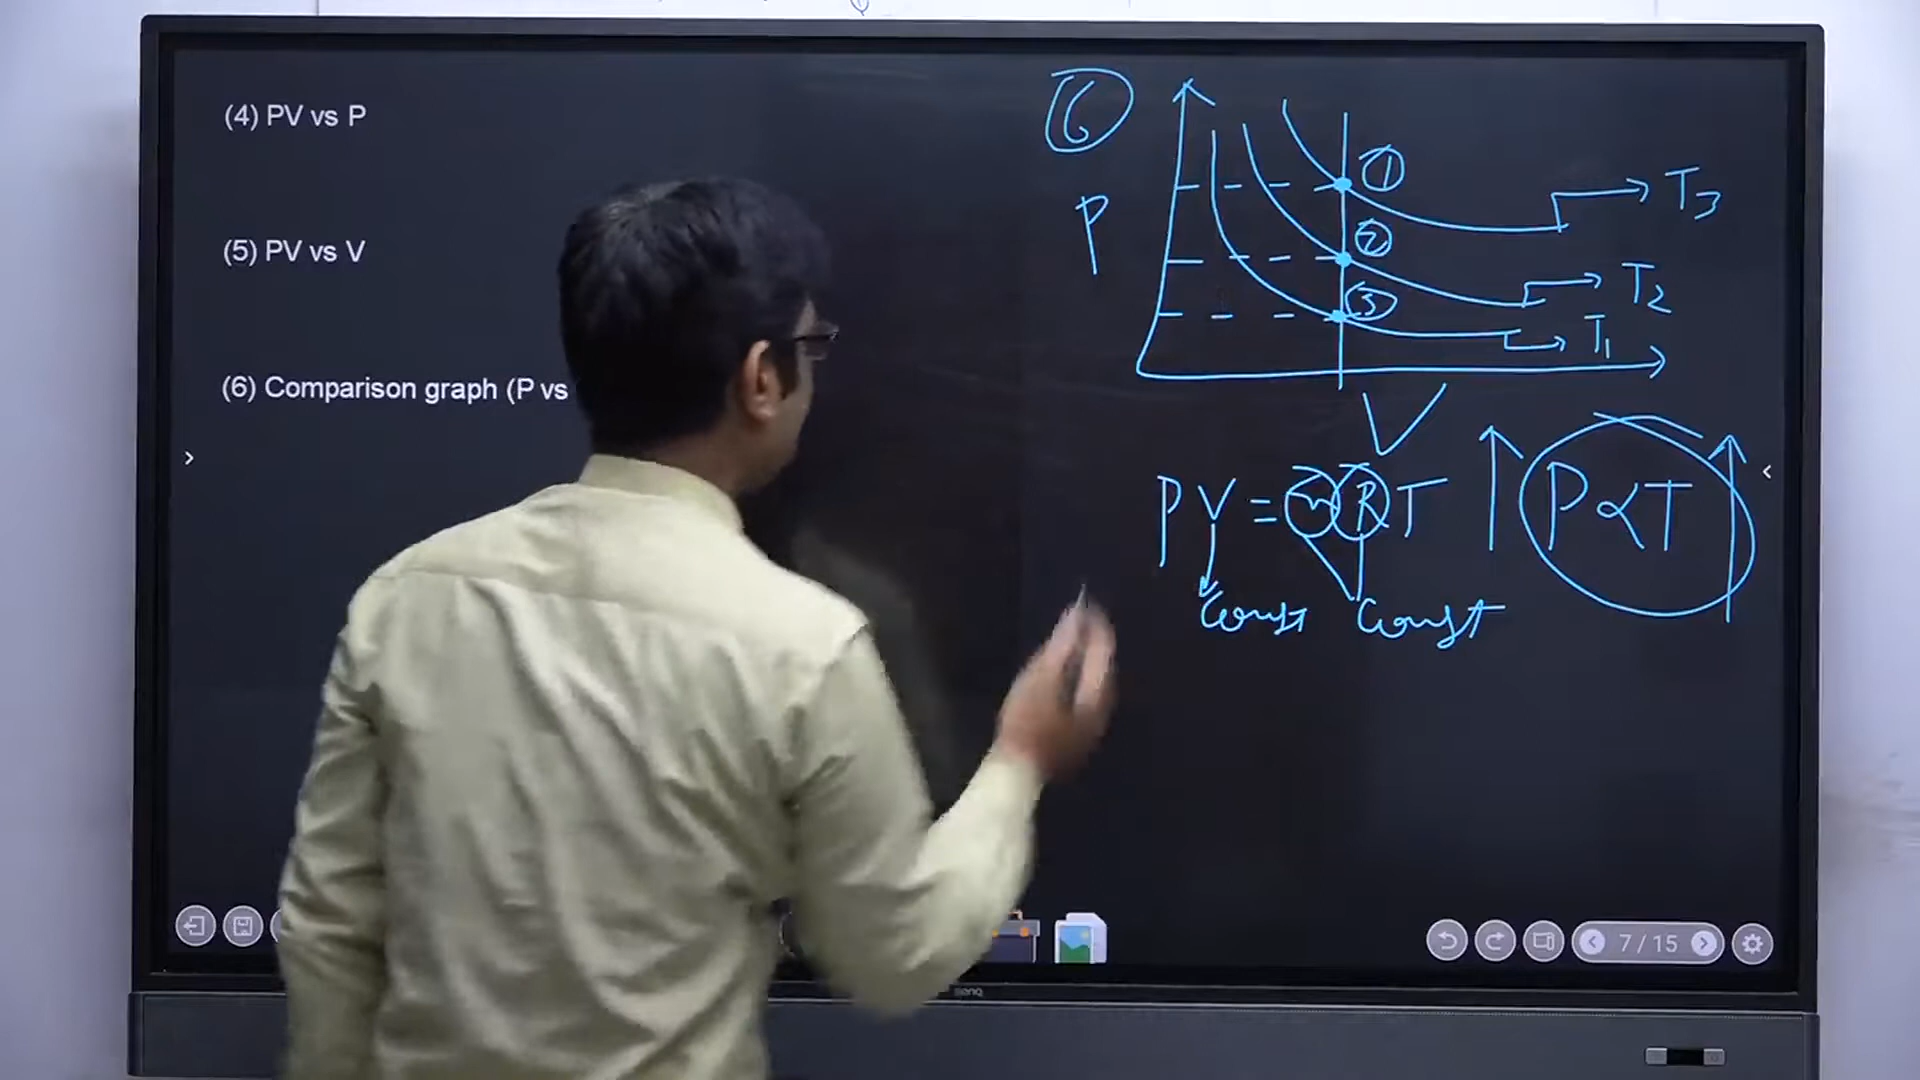 (4) PV vs P
(5) PV vs V
(6) Comparison graph (P vs
6
P
① 
②
③
T3
T2
T1
V
PV = nRT
Const Const
P∝T
7 / 15
BenQ